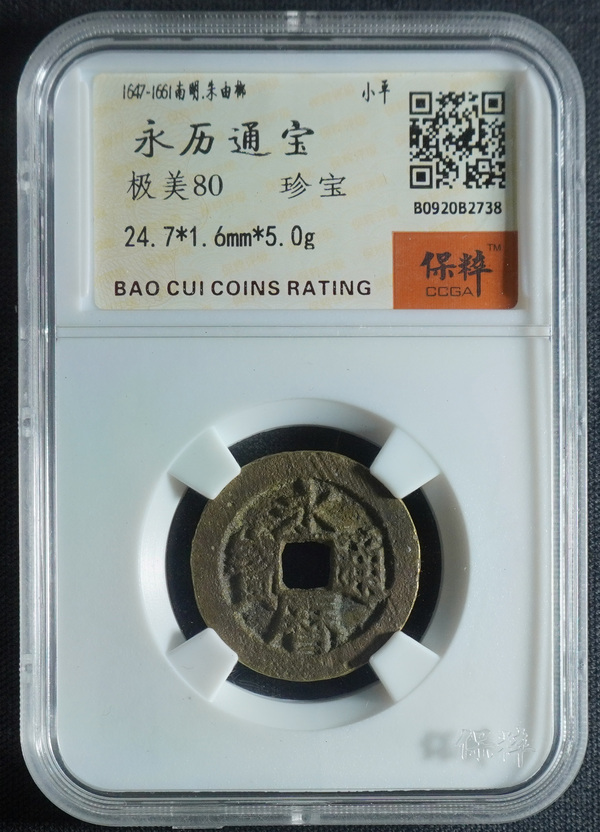 1647-1661南明.朱由榔 小平
永历通宝
极美80 珍宝
B0920B2738
24.7*1.6mm*5.0g
保粹 TM
CCGA
BAO CUI COINS RATING
永
寶 通
保粹